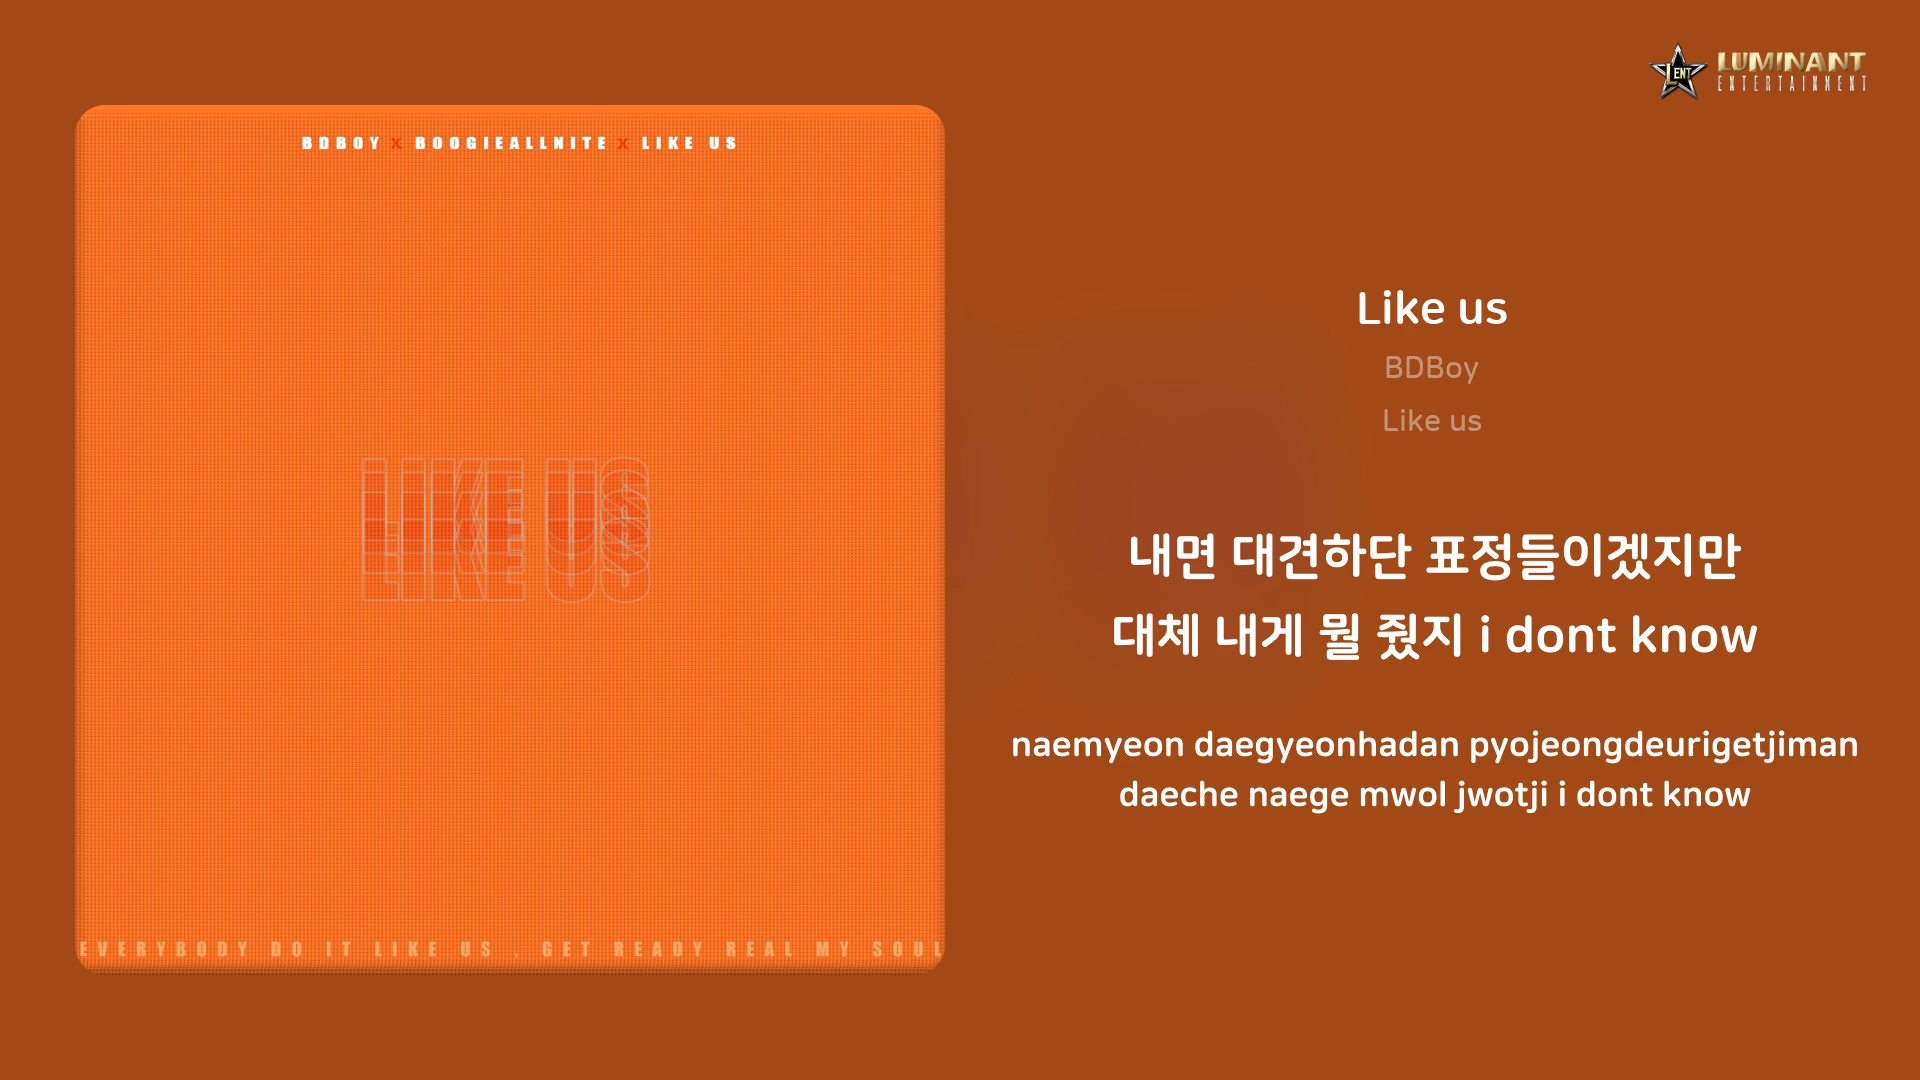 LENT
LUMINANT
ENTERTAINMENT
BDBOY X BOOGIEALLNITE X LIKE US
LIKE US
EVERYBODY DO IT LIKE US , GET READY REAL MY SOUL
Like us
BDBoy
Like us
내면 대견하단 표정들이겠지만
대체 내게 뭘 줬지 i dont know
naemyeon daegyeonhadan pyojeongdeurigetjiman
daeche naege mwol jwotji i dont know